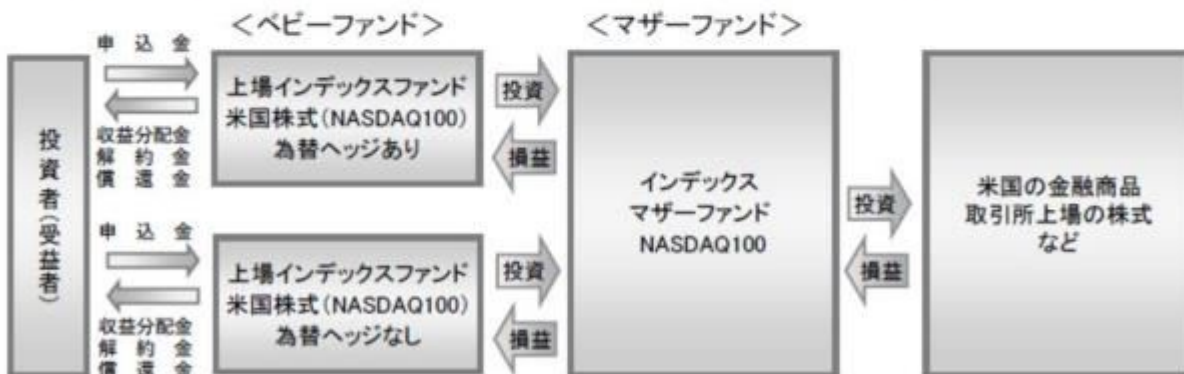 ＜ベビーファンド＞
＜マザーファンド＞
投資者（受益者）
申込金
収益分配金
解約金
償還金
上場インデックスファンド
米国株式（NASDAQ100）
為替ヘッジあり
投資
損益
申込金
収益分配金
解約金
償還金
上場インデックスファンド
米国株式（NASDAQ100）
為替ヘッジなし
投資
損益
インデックス
マザーファンド
NASDAQ100
投資
損益
米国の金融商品
取引所上場の株式
など